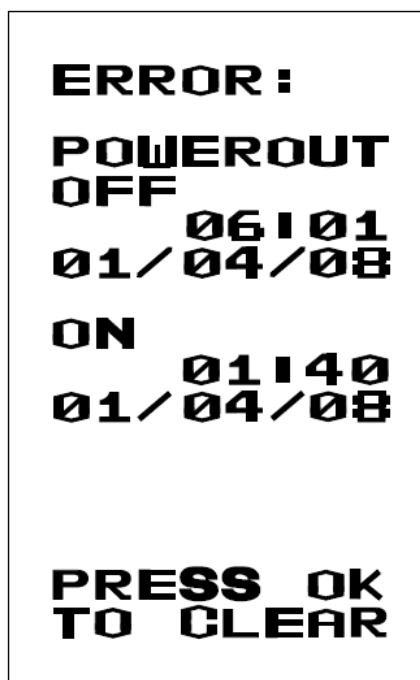 ERROR:
POWEROUT
OFF
06:01
01/04/08
ON
01:40
01/04/08
PRESS OK
TO CLEAR